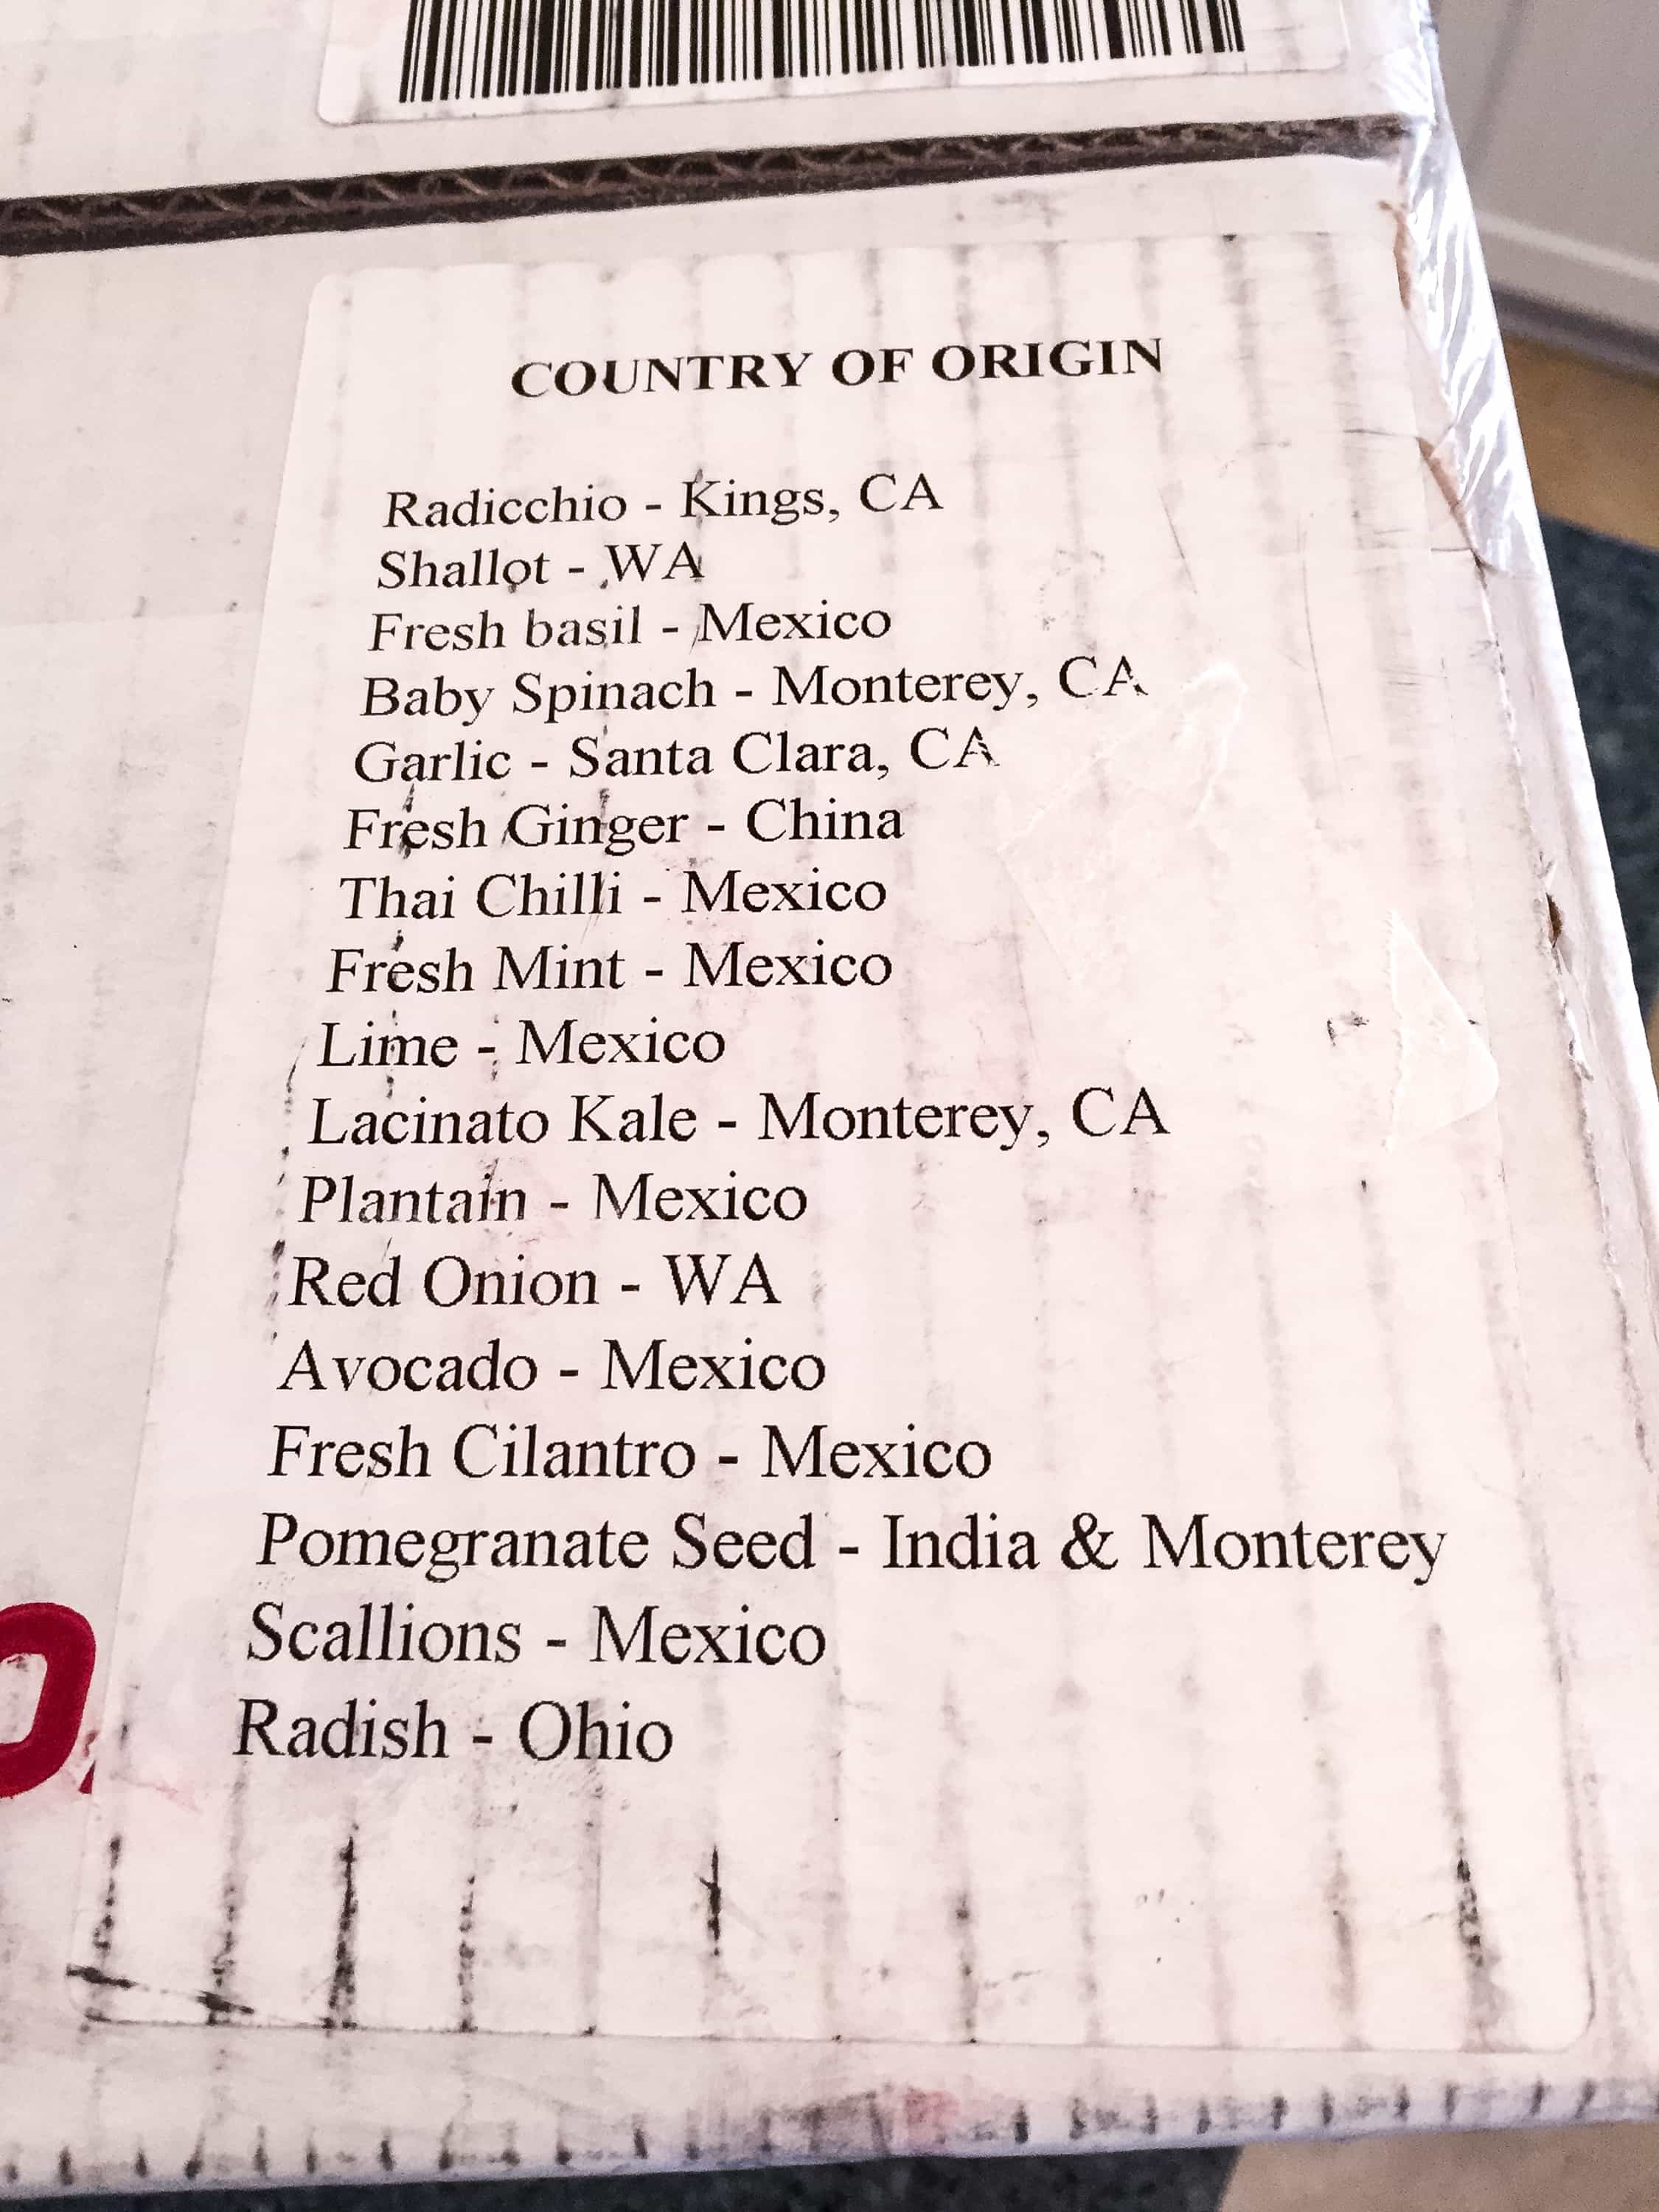 COUNTRY OF ORIGIN
Radicchio - Kings, CA
Shallot - WA
Fresh basil - Mexico
Baby Spinach - Monterey, CA
Garlic - Santa Clara, CA
Fresh Ginger - China
Thai Chilli - Mexico
Fresh Mint - Mexico
Lime - Mexico
Lacinato Kale - Monterey, CA
Plantain - Mexico
Red Onion - WA
Avocado - Mexico
Fresh Cilantro - Mexico
Pomegranate Seed - India & Monterey
Scallions - Mexico
Radish - Ohio